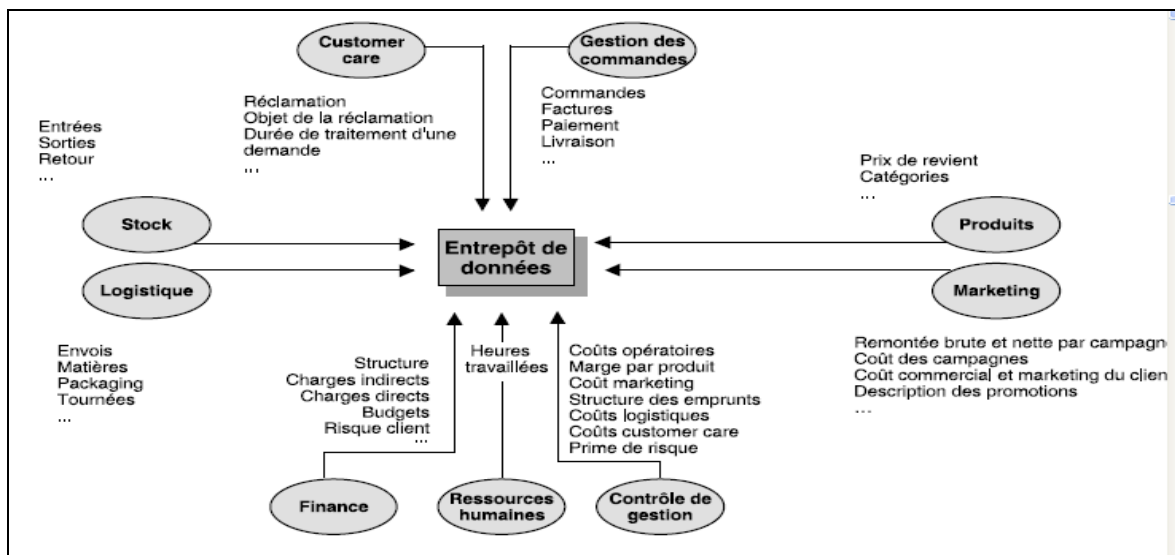 Customer
care
Gestion des
commandes
Réclamation
Objet de la réclamation
Durée de traitement d'une
demande
...
Commandes
Factures
Paiement
Livraison
...
Entrées
Sorties
Retour
...
Prix de revient
Catégories
...
Stock
Logistique
Entrepôt de
données
Produits
Marketing
Envois
Matières
Packaging
Tournées
...
Structure
Charges indirects
Charges directs
Budgets
Risque client
...
Heures
travaillées
Coûts opératoires
Marge par produit
Coût marketing
Structure des emprunts
Coûts logistiques
Coûts customer care
Prime de risque
Remontée brute et nette par campagn
Coût des campagnes
Coût commercial et marketing du clien
Description des promotions
...
Finance
Ressources
humaines
Contrôle de
gestion